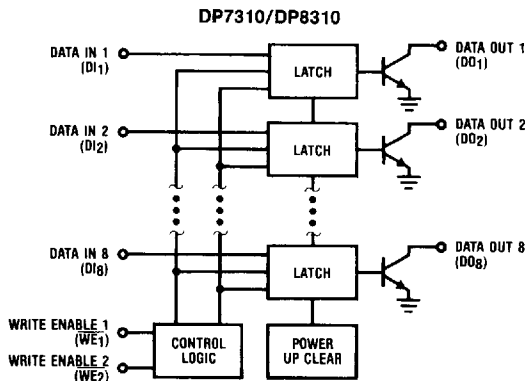 DP7310/DP8310
DATA IN 1
(DI1)
LATCH
DATA OUT 1
(DO1)
DATA IN 2
(DI2)
LATCH
DATA OUT 2
(DO2)
DATA IN 8
(DI8)
LATCH
DATA OUT 8
(DO8)
WRITE ENABLE 1
(WE1)
WRITE ENABLE 2
(WE2)
CONTROL
LOGIC
POWER
UP CLEAR